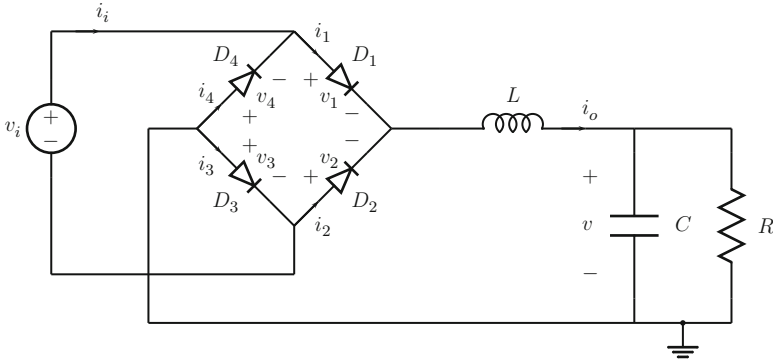 i_i
i_1
D_4
D_1
− +
i_4
v_4
v_1
L
i_o
+
−
v_i
+
−
+
−
i_3
v_3
v_2
− +
+
D_3
D_2
i_2
v
C
R
−